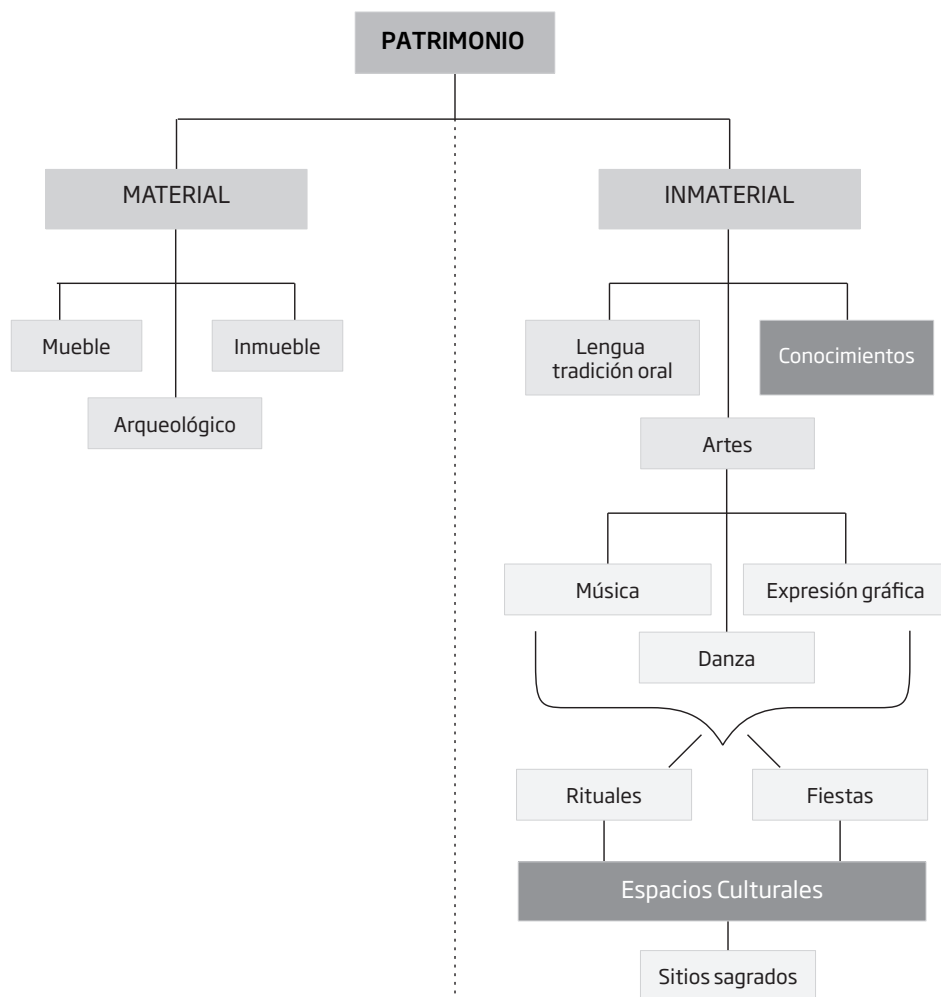 PATRIMONIO
MATERIAL
INMATERIAL
Mueble
Inmueble
Arqueológico
Lengua
tradición oral
Conocimientos
Artes
Música
Expresión gráfica
Danza
Rituales
Fiestas
Espacios Culturales
Sitios sagrados